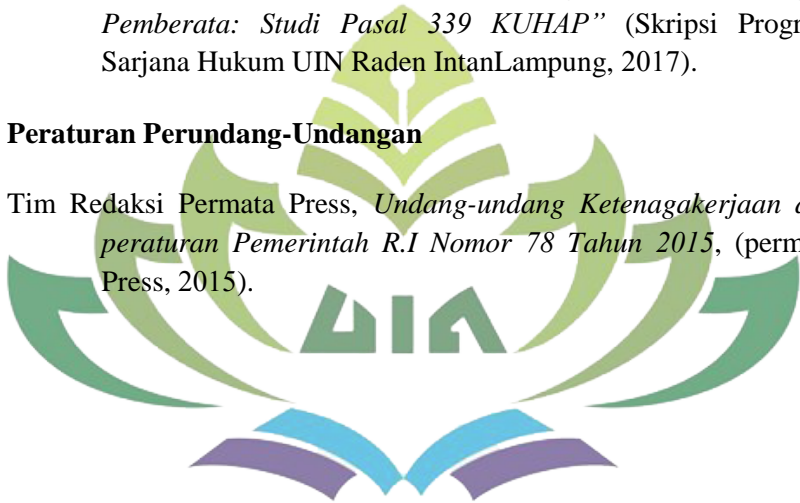 Pemberata: Studi Pasal 339 KUHAP” (Skripsi Progr
Sarjana Hukum UIN Raden IntanLampung, 2017).
Peraturan Perundang-Undangan
Tim Redaksi Permata Press, Undang-undang Ketenagakerjaan
peraturan Pemerintah R.I Nomor 78 Tahun 2015, (perm
Press, 2015).
UIN